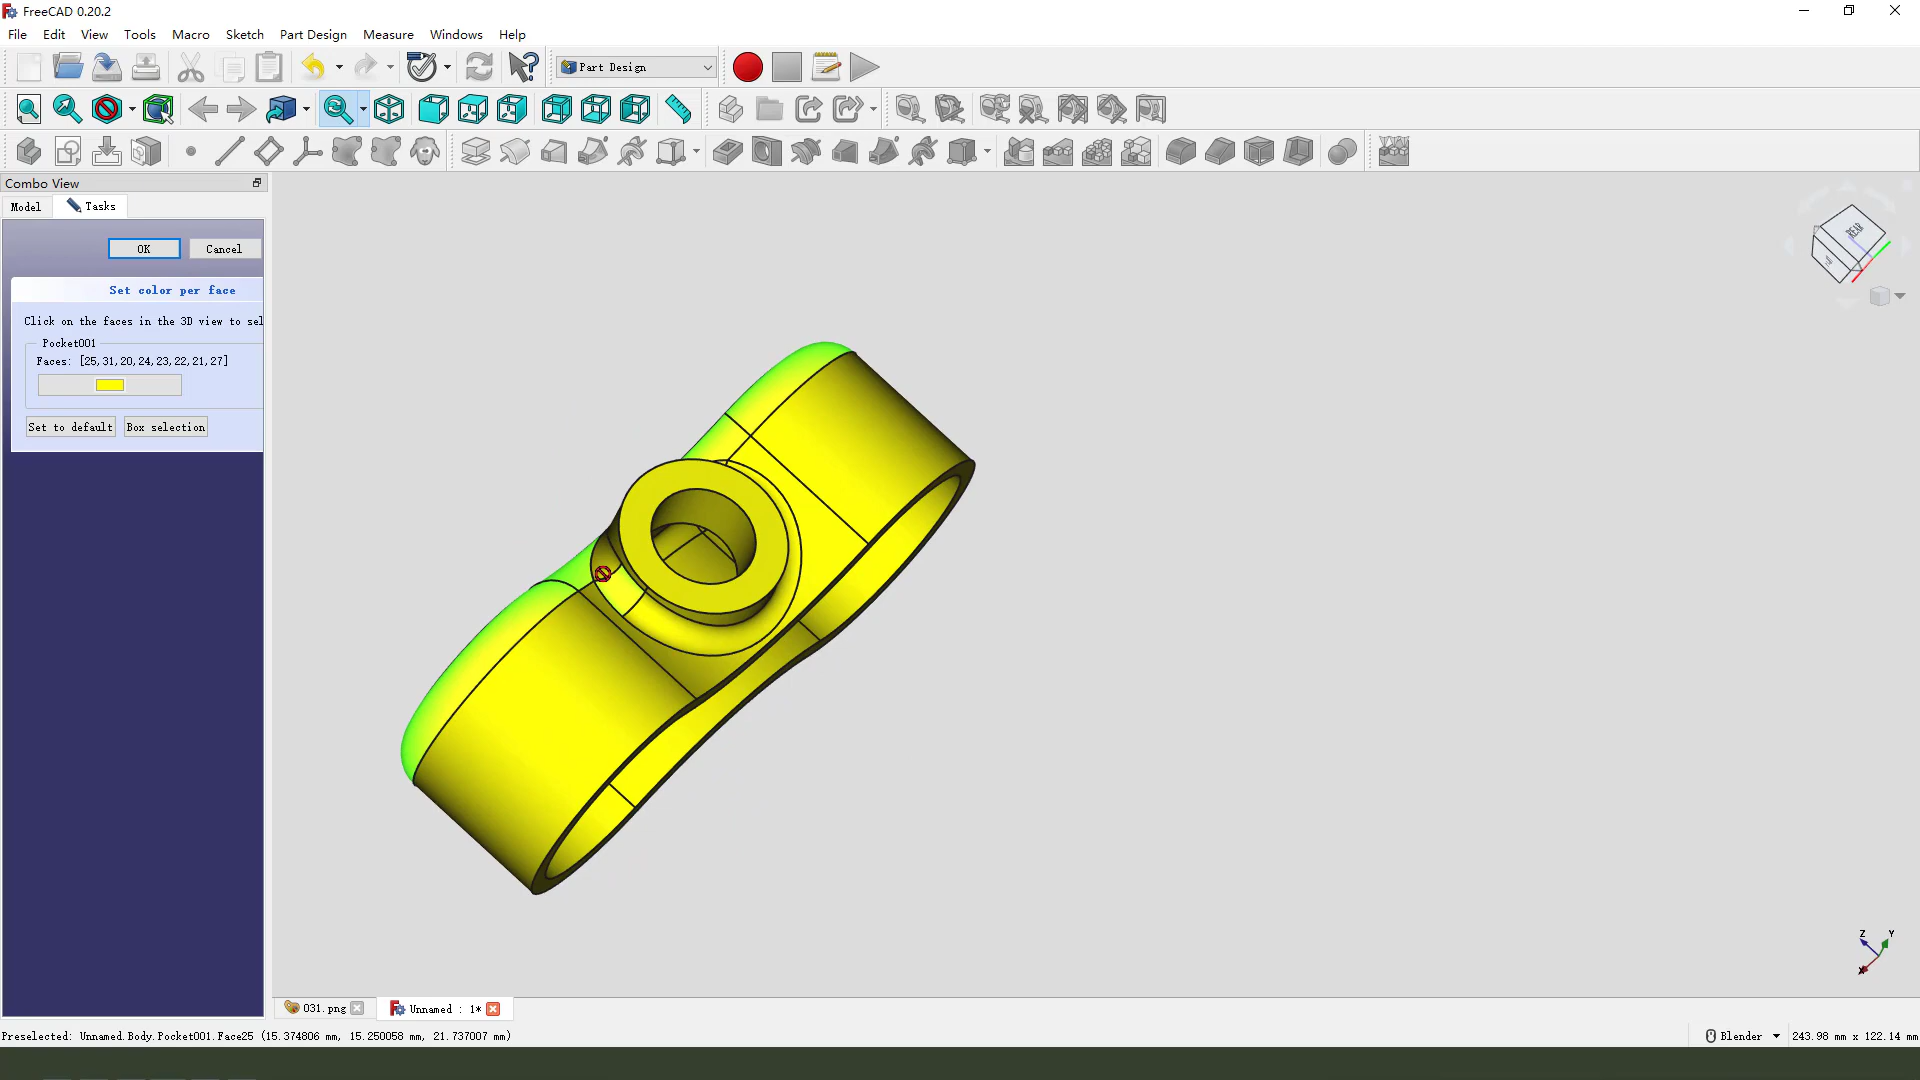 FreeCAD 0.20.2
File Edit View Tools Macro Sketch Part Design Measure Windows Help
Part Design
Combo View
Model Tasks
OK Cancel
Set color per face
Click on the faces in the 3D view to sel
Pocket001
Faces: [25,31,20,24,23,22,21,27]
Set to default Box selection
REAR
Z Y
X
031.png Unnamed : 1*
Preselected: Unnamed.Body.Pocket001.Face25 (15.374806 mm, 15.250058 mm, 21.737007 mm) Blender 243.98 mm x 122.14 mm